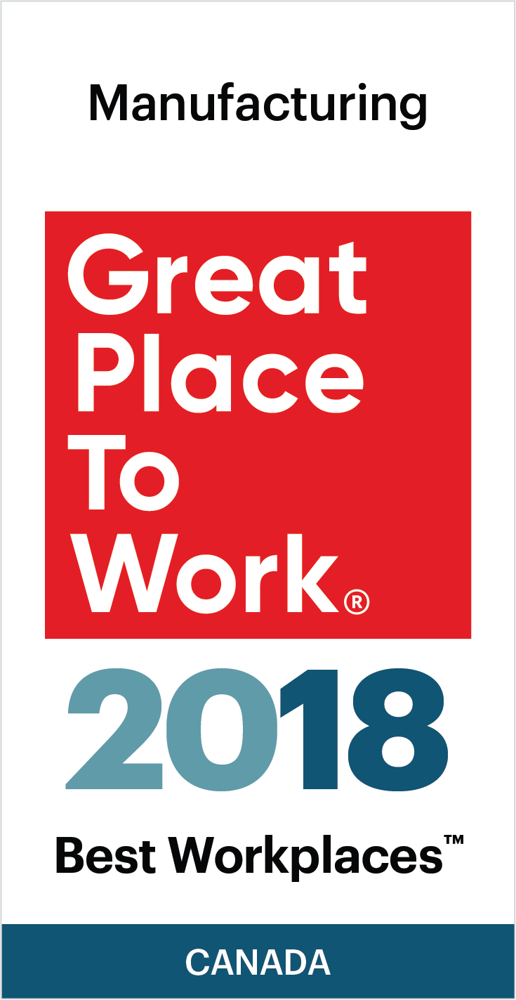 Manufacturing
Great
Place
To
Work®
2018
Best Workplaces™
CANADA